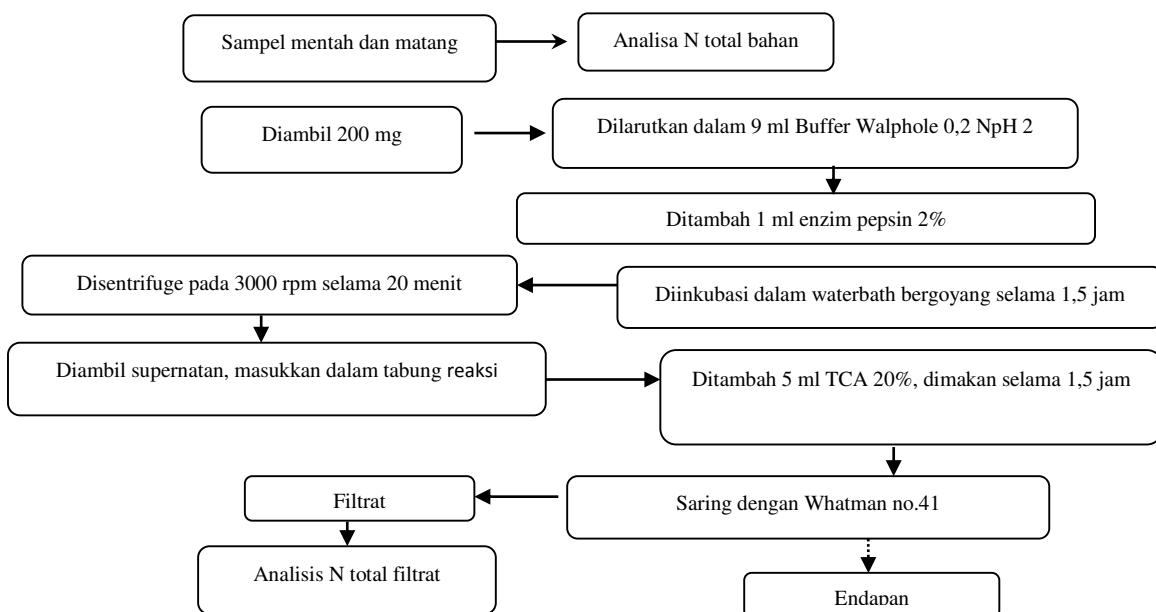 Sampel mentah dan matang
Analisa N total bahan
Diambil 200 mg
Dilarutkan dalam 9 ml Buffer Walphole 0,2 NpH 2
Ditambah 1 ml enzim pepsin 2%
Disentrifuge pada 3000 rpm selama 20 menit
Diinkubasi dalam waterbath bergoyang selama 1,5 jam
Diambil supernatan, masukkan dalam tabung reaksi
Ditambah 5 ml TCA 20%, dimakan selama 1,5 jam
Filtrat
Saring dengan Whatman no.41
Analisis N total filtrat
Endapan